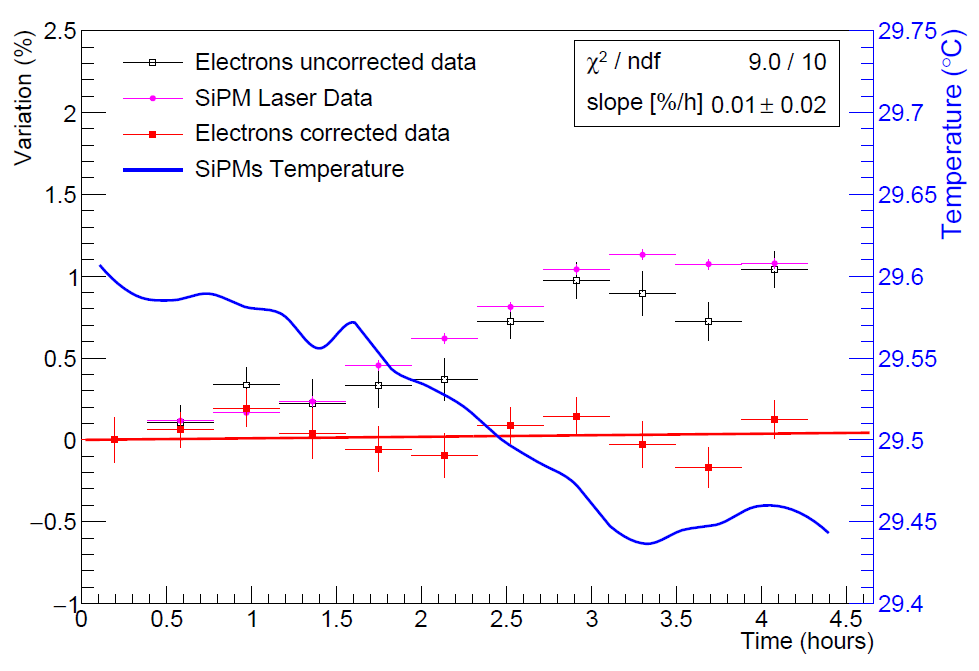 Variation (%)
2.5
2
1.5
1
0.5
0
−0.5
−1
Electrons uncorrected data
SiPM Laser Data
Electrons corrected data
SiPMs Temperature
χ² / ndf 9.0 / 10
slope [%/h] 0.01 ± 0.02
29.75
29.7
29.65
29.6
29.55
29.5
29.45
29.4
Temperature (°C)
0 0.5 1 1.5 2 2.5 3 3.5 4 4.5
Time (hours)